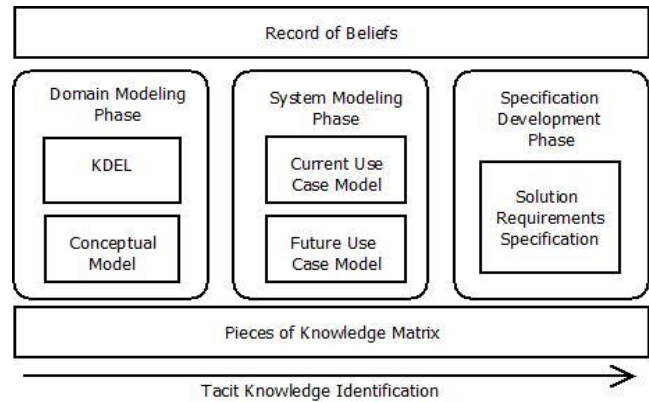 Record of Beliefs
Domain Modeling
Phase
KDEL
Conceptual
Model
System Modeling
Phase
Current Use
Case Model
Future Use
Case Model
Specification
Development
Phase
Solution
Requirements
Specification
Pieces of Knowledge Matrix
Tacit Knowledge Identification